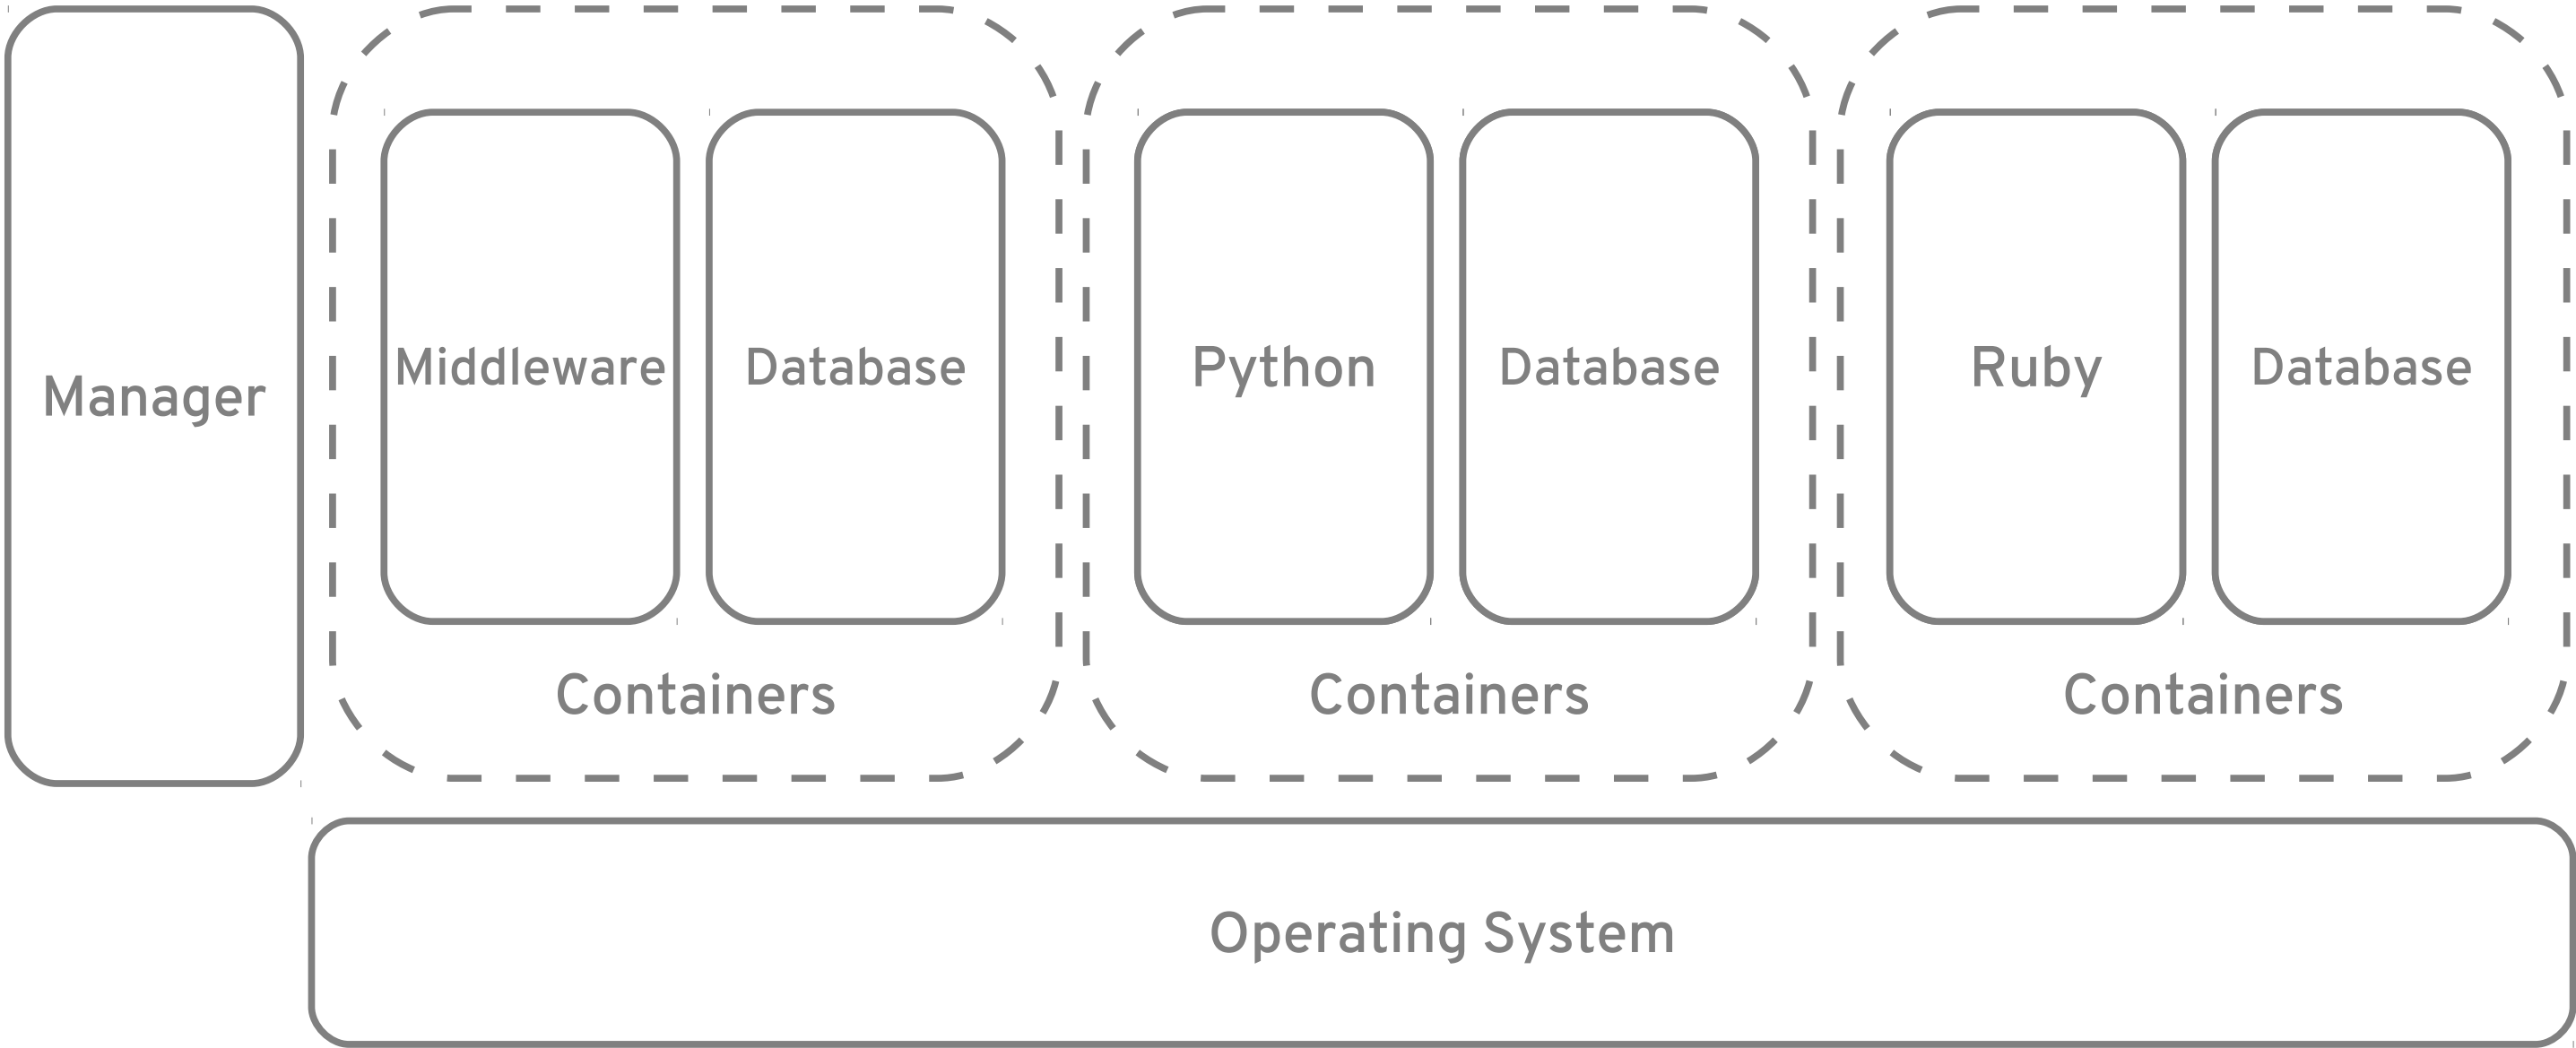 Manager
Middleware
Database
Containers
Python
Database
Containers
Ruby
Database
Containers
Operating System